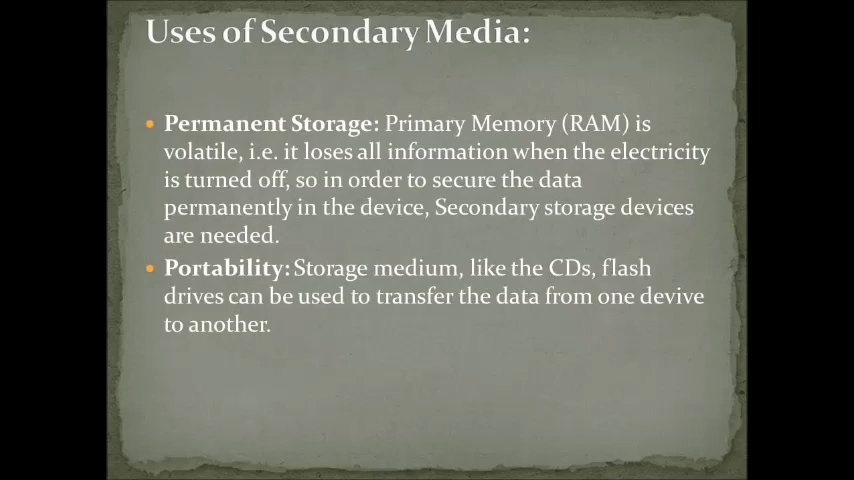 Uses of Secondary Media:
Permanent Storage: Primary Memory (RAM) is
volatile, i.e. it loses all information when the electricity
is turned off, so in order to secure the data
permanently in the device, Secondary storage devices
are needed.
Portability: Storage medium, like the CDs, flash
drives can be used to transfer the data from one devive
to another.